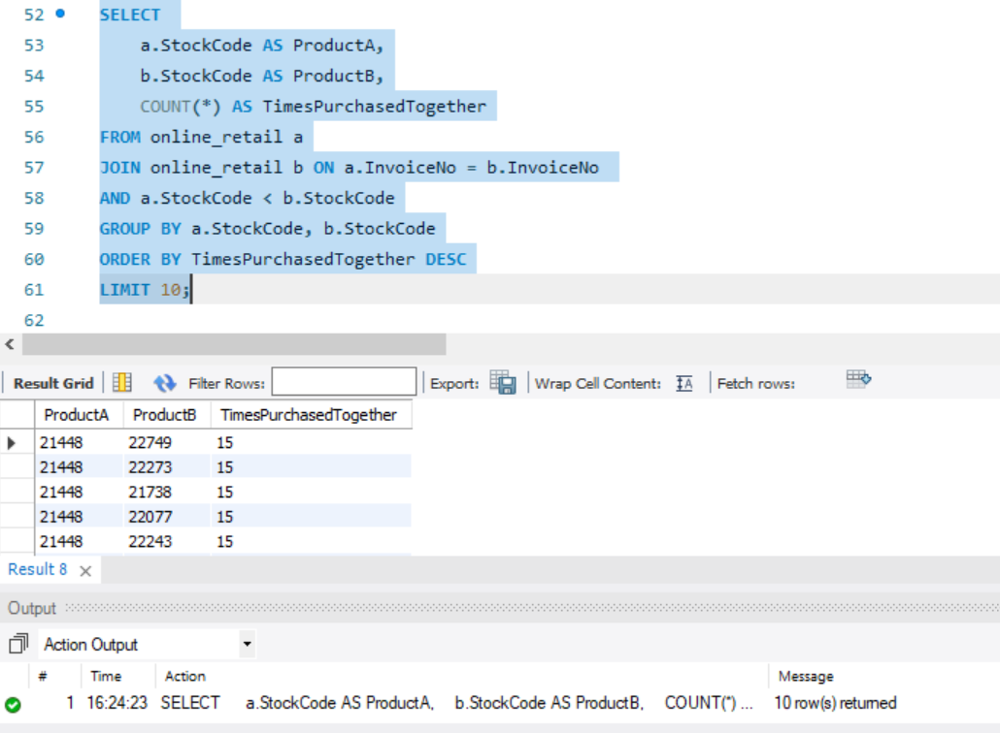 52 SELECT
53 a.StockCode AS ProductA,
54 b.StockCode AS ProductB,
55 COUNT(*) AS TimesPurchasedTogether
56 FROM online_retail a
57 JOIN online_retail b ON a.InvoiceNo = b.InvoiceNo
58 AND a.StockCode < b.StockCode
59 GROUP BY a.StockCode, b.StockCode
60 ORDER BY TimesPurchasedTogether DESC
61 LIMIT 10;
62
Result Grid Filter Rows: Export: Wrap Cell Content: IA Fetch rows:
ProductA ProductB TimesPurchasedTogether
21448 22749 15
21448 22273 15
21448 21738 15
21448 22077 15
21448 22243 15
Result 8 ×
Output
Action Output
# Time Action Message
1 16:24:23 SELECT a.StockCode AS ProductA, b.StockCode AS ProductB, COUNT(*) ... 10 row(s) returned